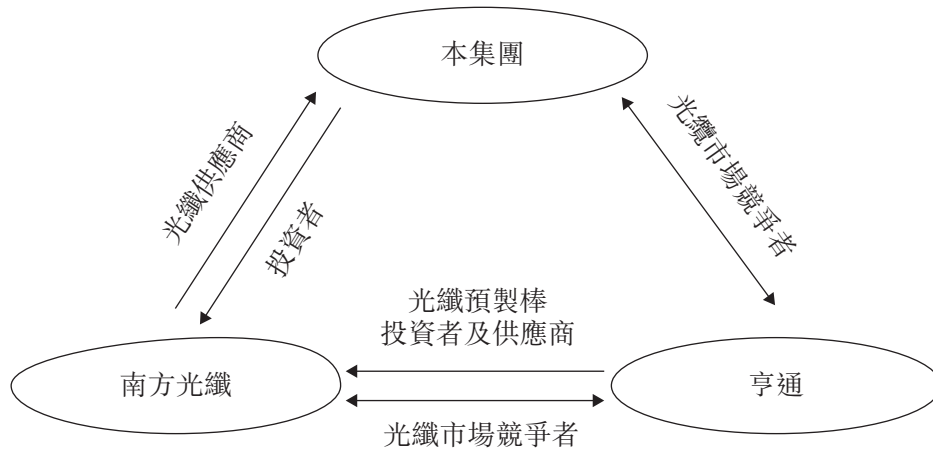 本集團
光纖供應商
投資者
光纜市場競爭者
光纖預製棒
投資者及供應商
南方光纖
亨通
光纖市場競爭者